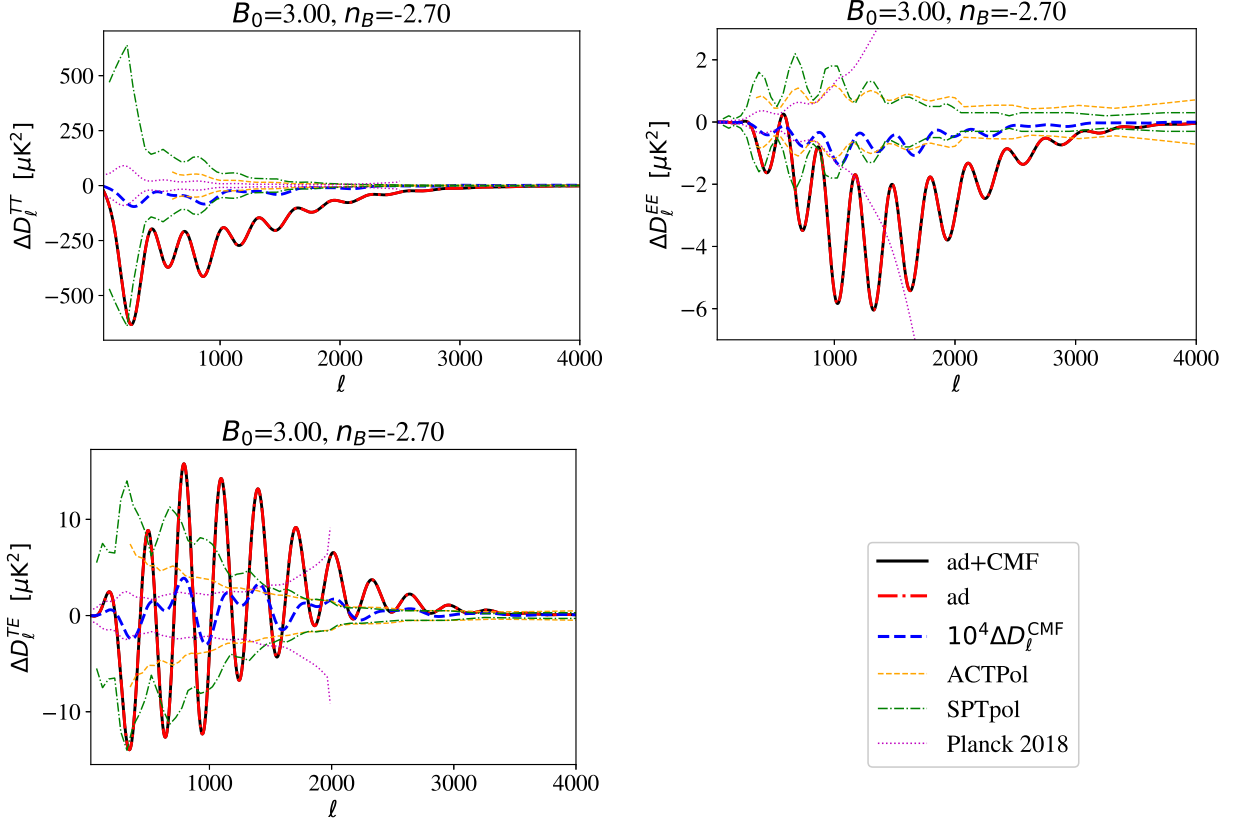 B₀=3.00, n_B=-2.70
ΔD_ℓ^{TT} [μK²]
500
250
0
−250
−500
1000
2000
3000
4000
ℓ
B₀=3.00, n_B=-2.70
ΔD_ℓ^{EE} [μK²]
2
0
−2
−4
−6
1000
2000
3000
4000
ℓ
B₀=3.00, n_B=-2.70
ΔD_ℓ^{TE} [μK²]
10
0
−10
1000
2000
3000
4000
ℓ
ad+CMF
ad
10⁴ΔD_ℓ^{CMF}
ACTPol
SPTpol
Planck 2018